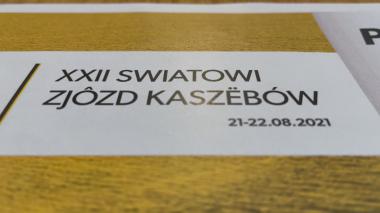 XXII SWIATOWI
ZJÔZD KASZËBÓW
21-22.08.2021
P